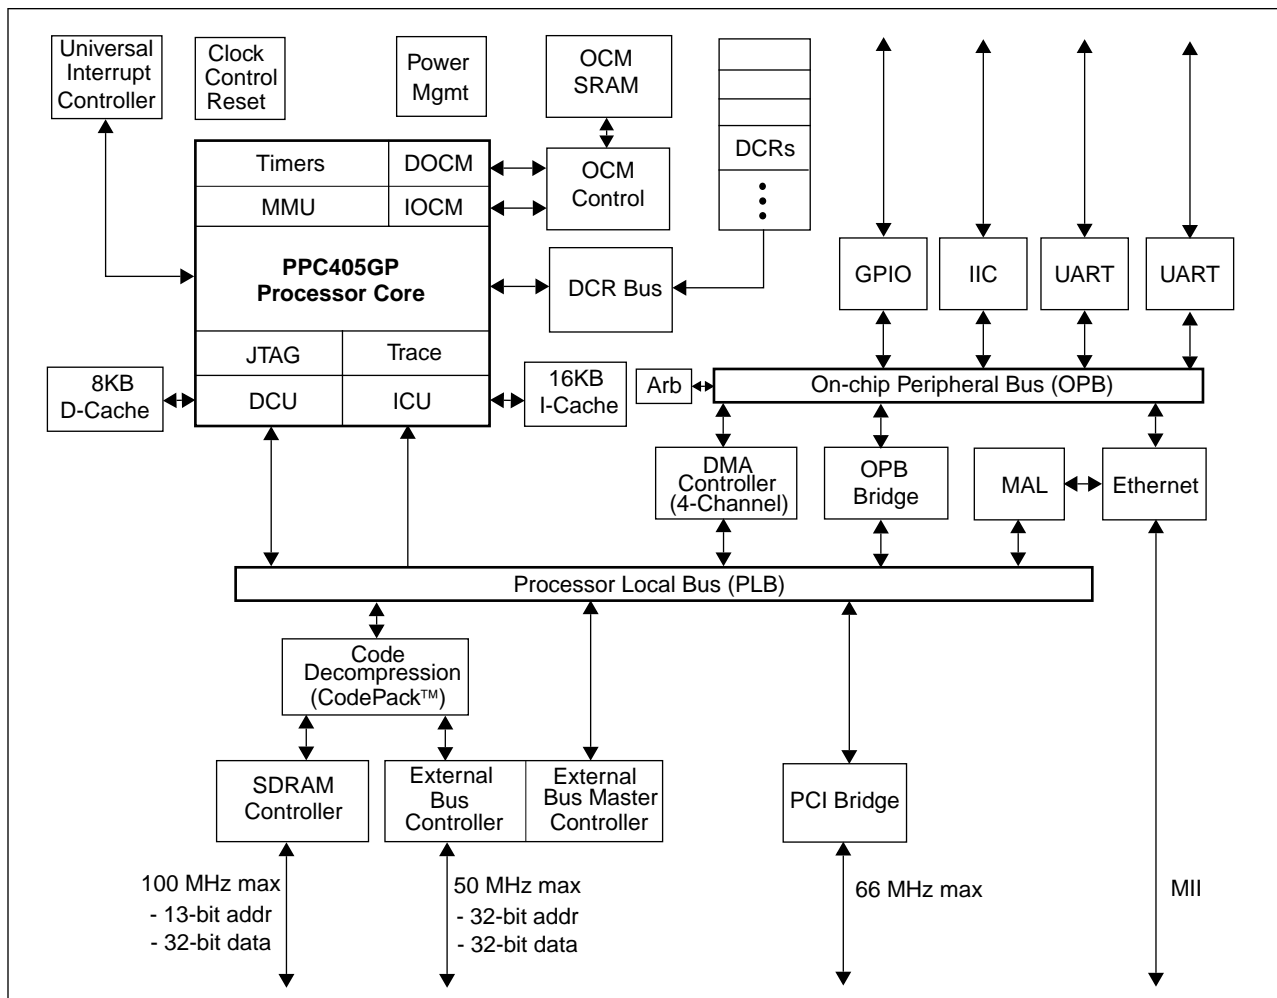 Universal
Interrupt
Controller
Clock
Control
Reset
Power
Mgmt
OCM
SRAM
DCRs
Timers
DOCM
MMU
IOCM
OCM
Control
PPC405GP
Processor Core
DCR Bus
GPIO
IIC
UART
UART
JTAG
Trace
DCU
ICU
8KB
D-Cache
16KB
I-Cache
Arb
On-chip Peripheral Bus (OPB)
DMA
Controller
(4-Channel)
OPB
Bridge
MAL
Ethernet
Processor Local Bus (PLB)
Code
Decompression
(CodePack™)
SDRAM
Controller
External
Bus
Controller
External
Bus Master
Controller
PCI Bridge
100 MHz max
- 13-bit addr
- 32-bit data
50 MHz max
- 32-bit addr
- 32-bit data
66 MHz max
MII